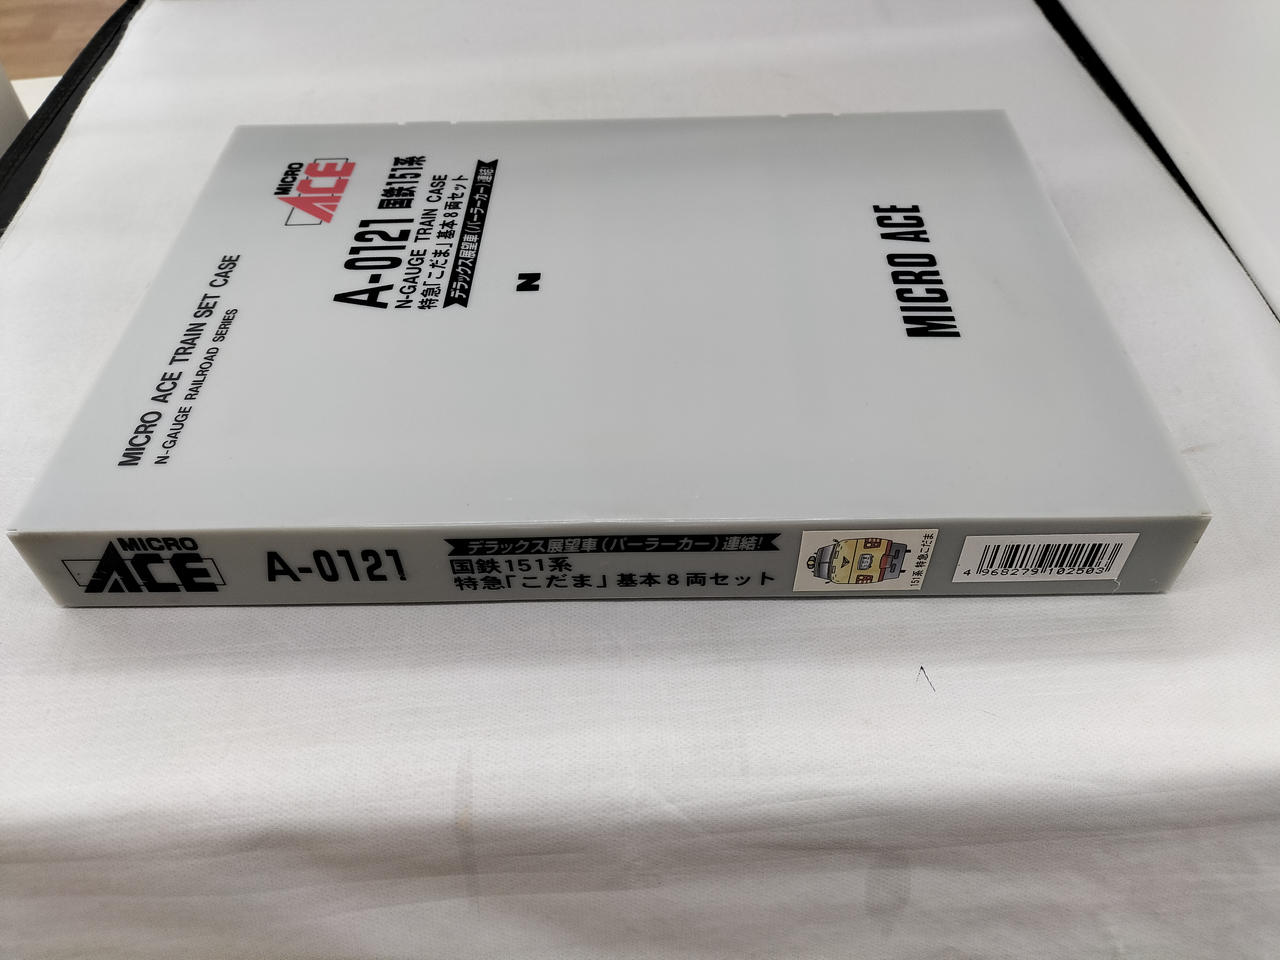 MICRO ACE TRAIN SET CASE
N-GAUGE RAILROAD SERIES
MICRO
ACE
A-0121 国鉄151系
N-GAUGE TRAIN CASE
特急「こだま」基本8両セット
デラックス展望車(パーラーカー)連結!
N
MICRO ACE
MICRO
ACE
A-0121
デラックス展望車(パーラーカー)連結!
国鉄151系
特急「こだま」基本8両セット
151系 特急こだま
4 968279 102503